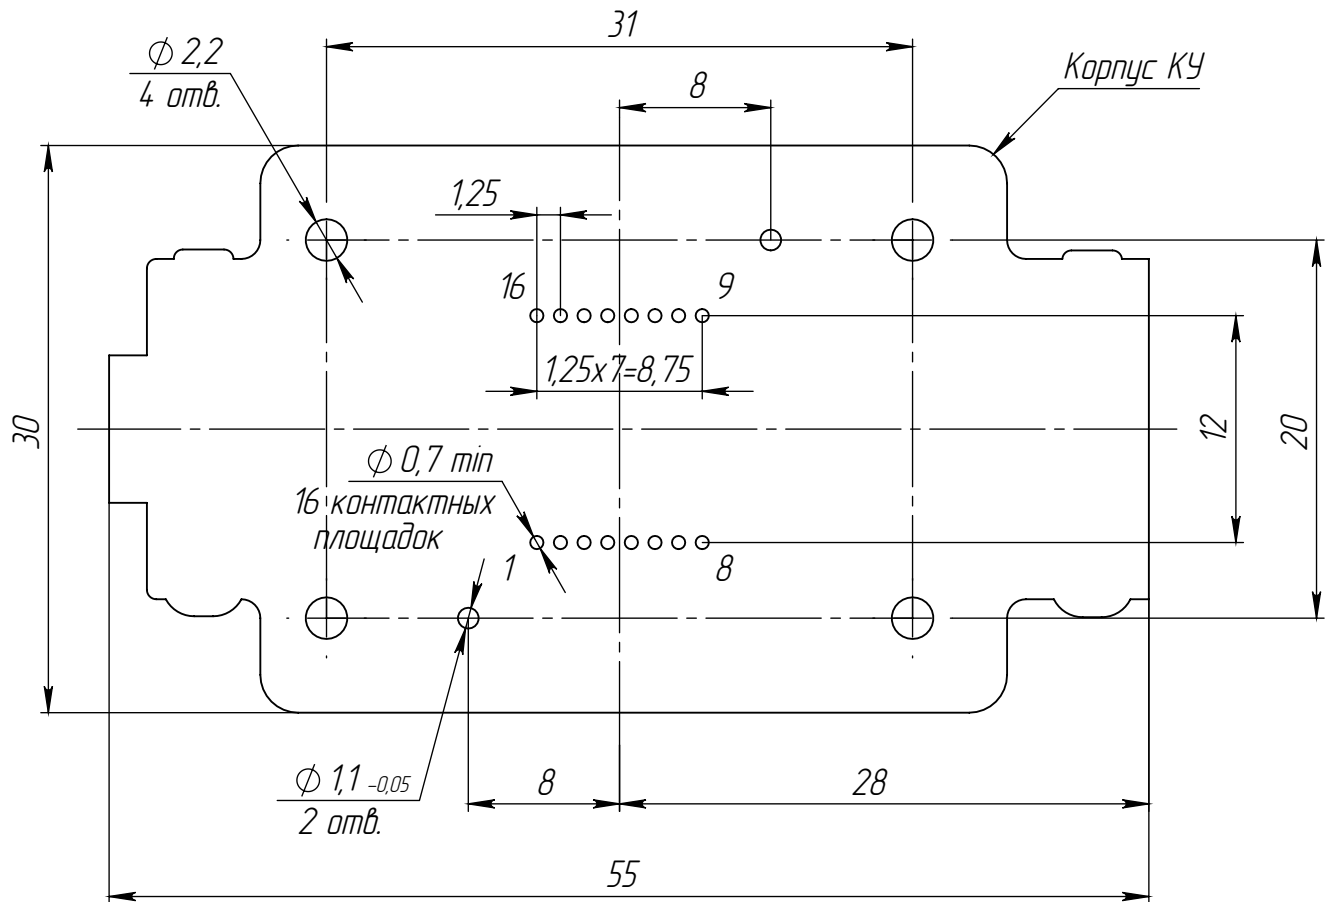 31
⌀ 2,2
4 отв.
Корпус КУ
8
1,25
16
9
1,25х7=8,75
30
12
20
⌀ 0,7 min
16 контактных
площадок
1
8
⌀ 1,1 -0,05
2 отв.
8
28
55